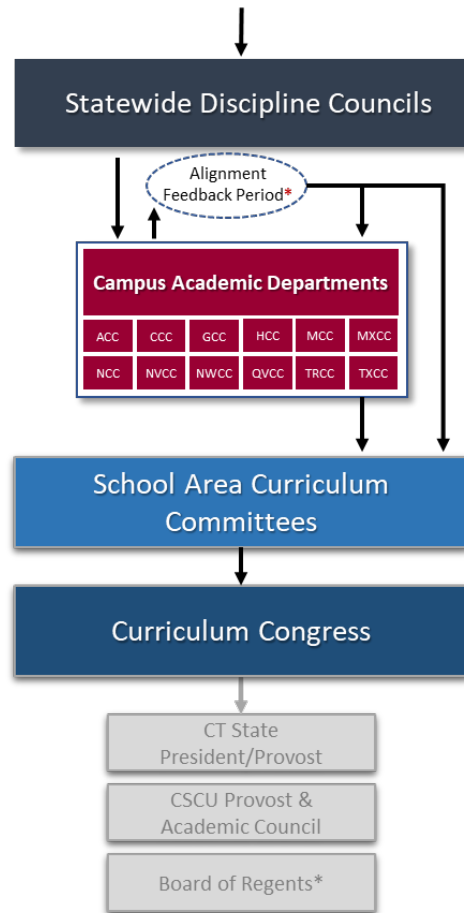 Statewide Discipline Councils
Alignment
Feedback Period*
Campus Academic Departments
ACC CCC GCC HCC MCC MXCC
NCC NVCC NWCC QVCC TRCC TXCC
School Area Curriculum
Committees
Curriculum Congress
CT State
President/Provost
CSCU Provost &
Academic Council
Board of Regents*